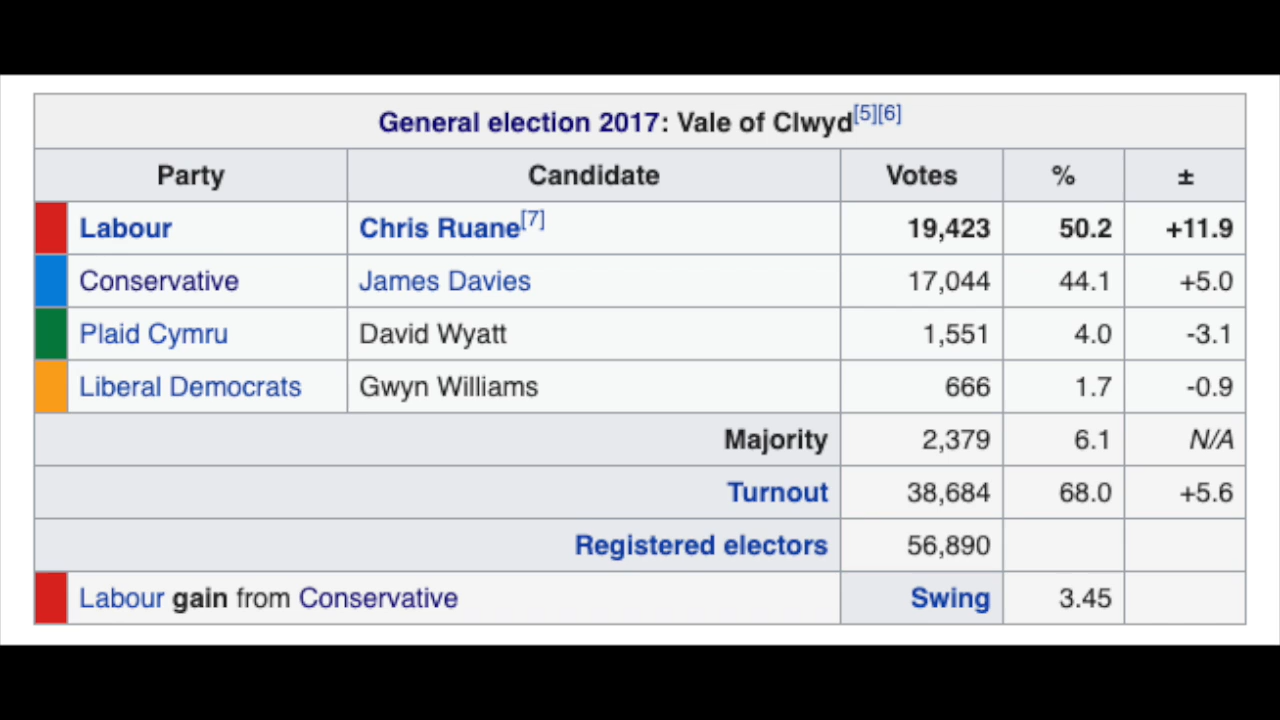 General election 2017: Vale of Clwyd[5][6]
Party Candidate Votes % ±
Labour Chris Ruane[7] 19,423 50.2 +11.9
Conservative James Davies 17,044 44.1 +5.0
Plaid Cymru David Wyatt 1,551 4.0 -3.1
Liberal Democrats Gwyn Williams 666 1.7 -0.9
Majority 2,379 6.1 N/A
Turnout 38,684 68.0 +5.6
Registered electors 56,890
Labour gain from Conservative Swing 3.45